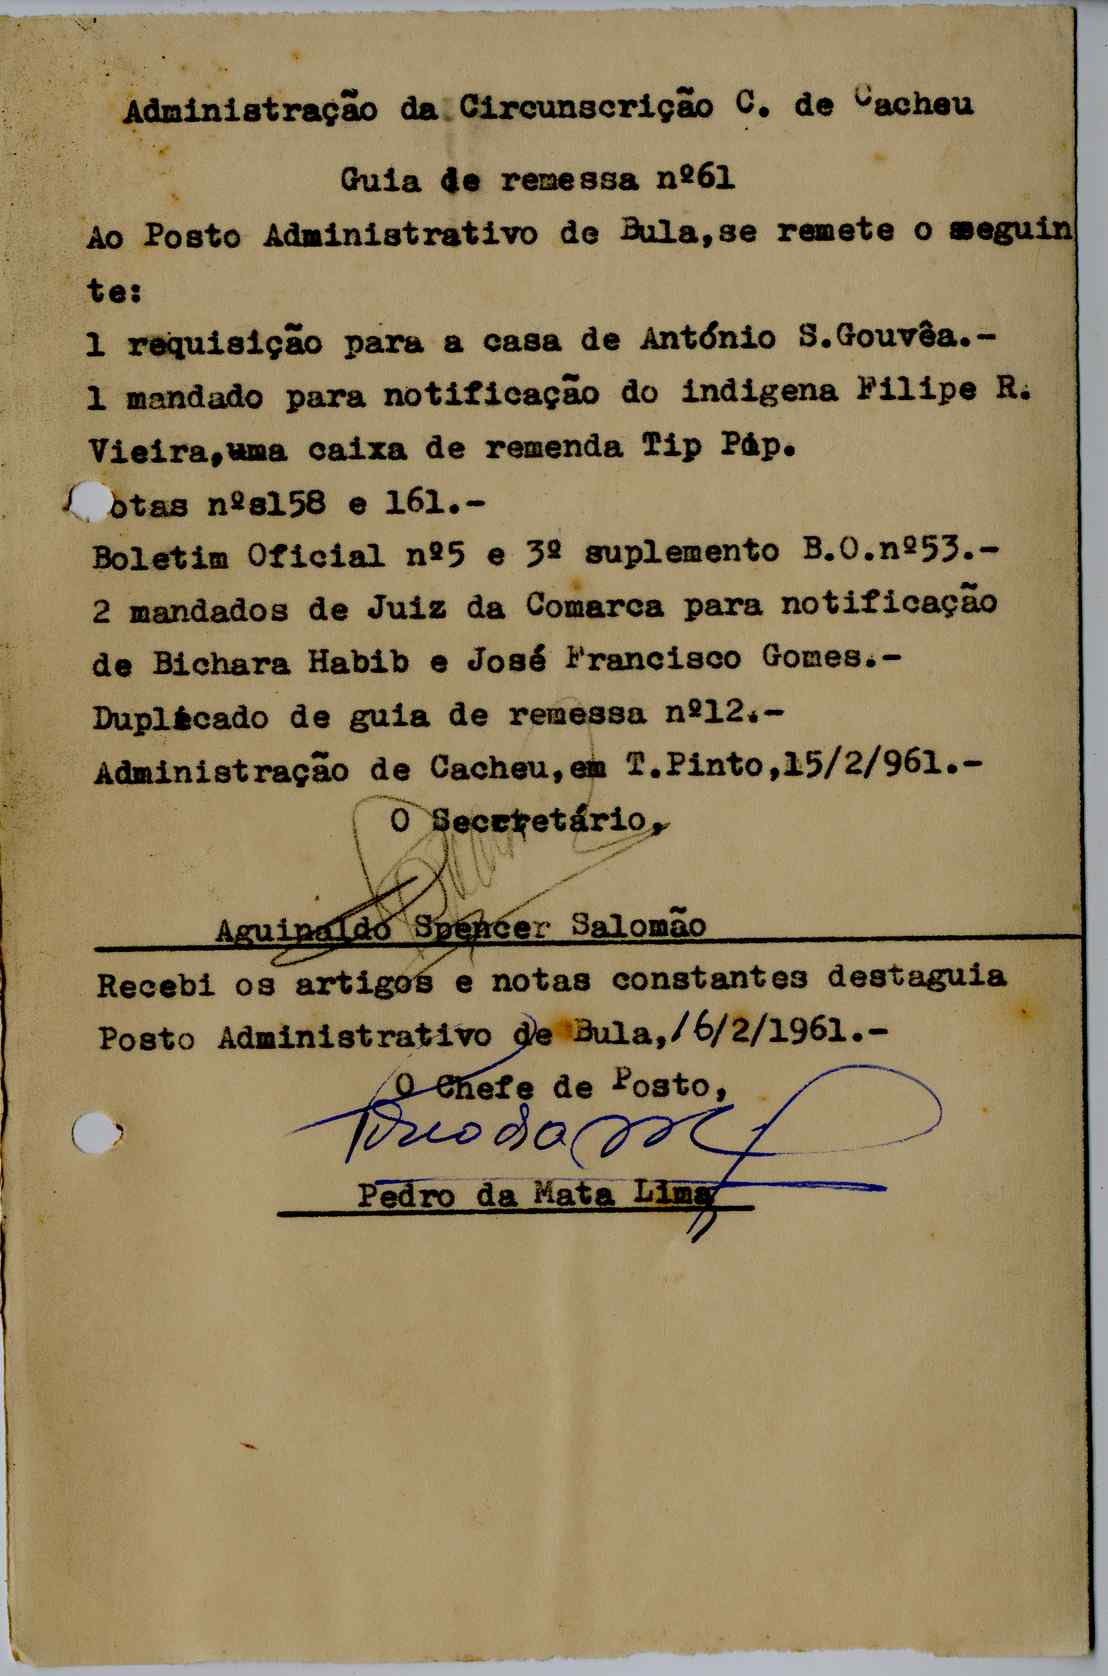 Administração da Circunscrição C. de Cacheu
Guia de remessa nº61
Ao Posto Administrativo de Bula,se remete o seguin
te:
1 requisição para a casa de António S.Gouvêa.-
1 mandado para notificação do indigena Filipe R.
Vieira,uma caixa de remenda Tip Páp.
Notas nºs158 e 161.-
Boletim Oficial nº5 e 3º suplemento B.O.nº53.-
2 mandados de Juiz da Comarca para notificação
de Bichara Habib e José Francisco Gomes.-
Duplicado de guia de remessa nº12.-
Administração de Cacheu,em T.Pinto,15/2/961.-
O Secretário,
Aguinaldo Spencer Salomão
Recebi os artigos e notas constantes destaguia
Posto Administrativo de Bula,16/2/1961.-
O Chefe de Posto,
Pedro da Mata Lima